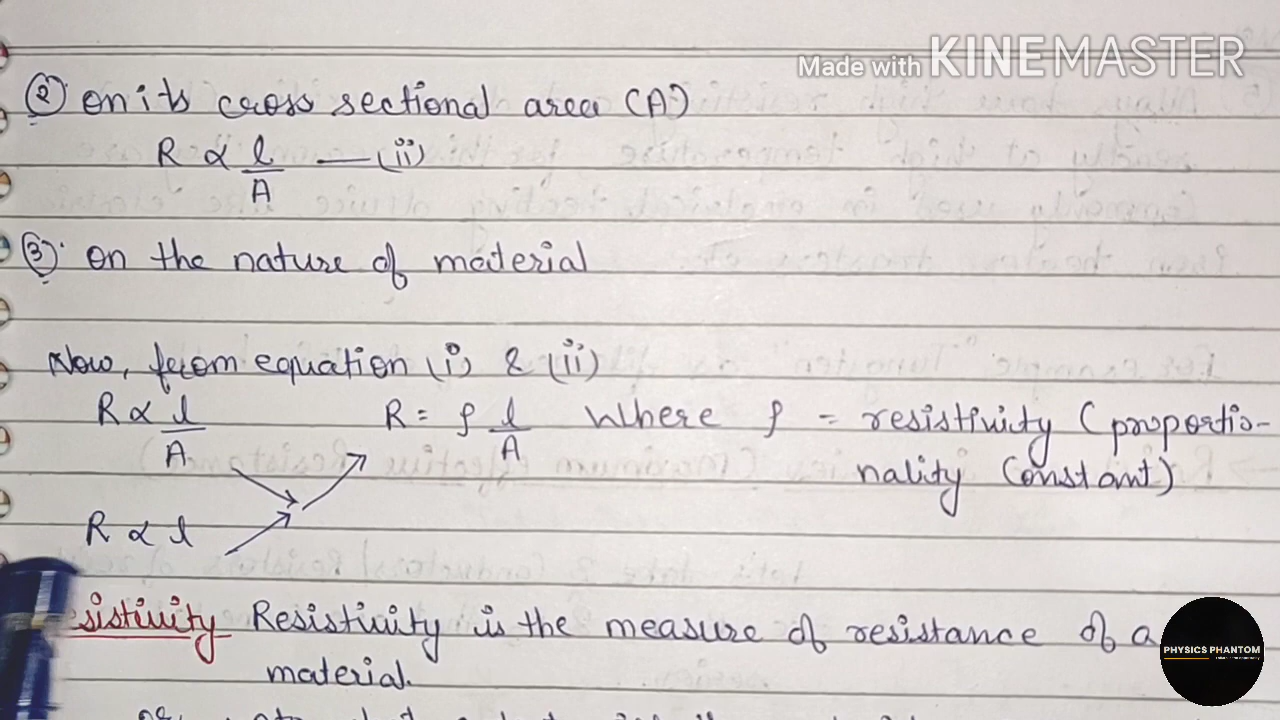 Made with KINEMASTER
(2) on its cross sectional area (A)
R ∝ l/A —(ii)
(3) on the nature of material
Now, from equation (i) & (ii)
R ∝ l/A R = ρ l/A Where ρ = resistivity (proportio-
nality constant)
R ∝ l
sistivity Resistivity is the measure of resistance of a
material.
PHYSICS PHANTOM